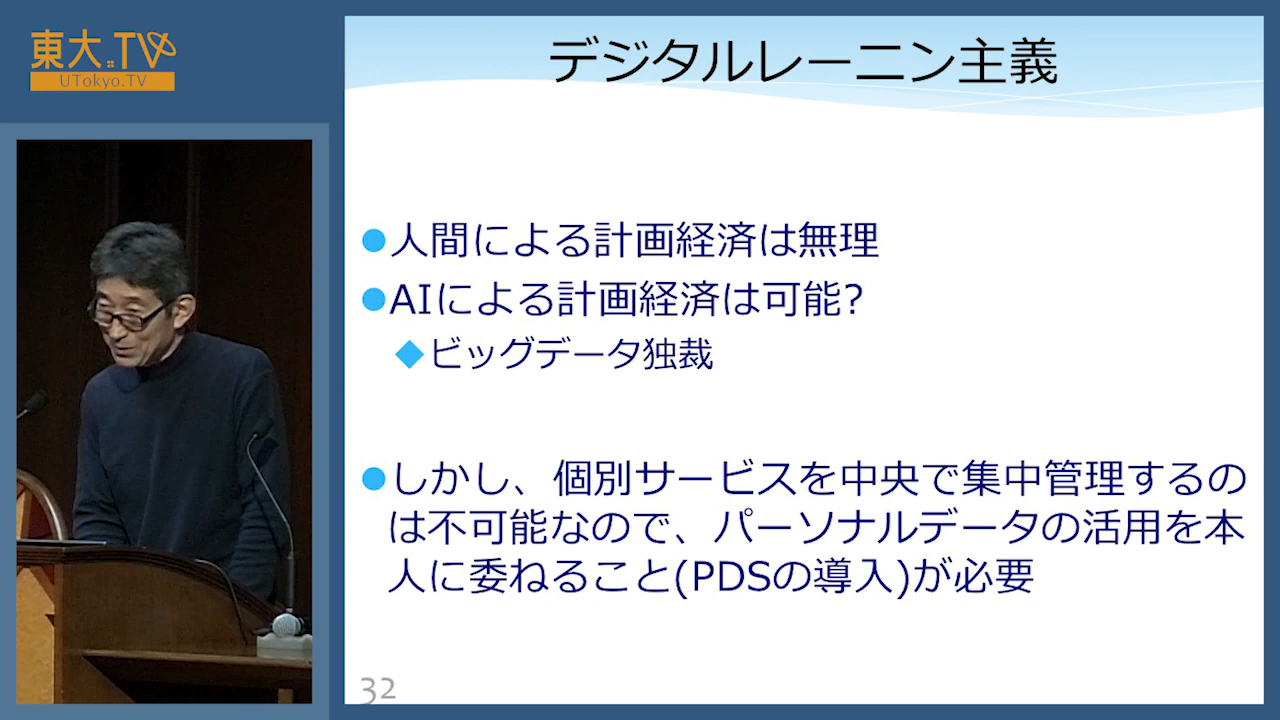 東大.TV
UTokyo.TV
デジタルレーニン主義
●人間による計画経済は無理
●AIによる計画経済は可能?
◆ビッグデータ独裁
●しかし、個別サービスを中央で集中管理するの
は不可能なので、パーソナルデータの活用を本
人に委ねること(PDSの導入)が必要
32